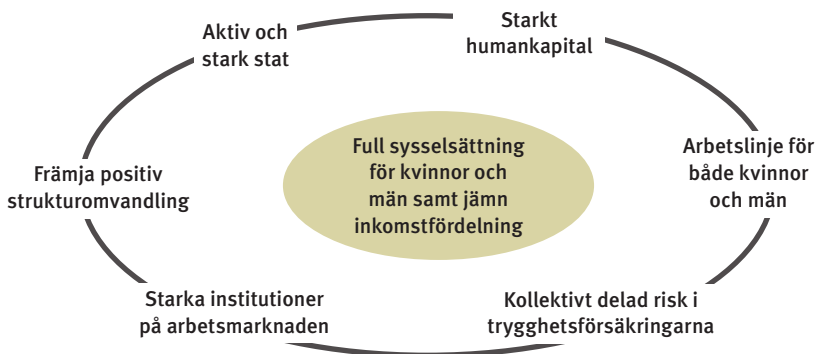 Starkt
humankapital
Aktiv och
stark stat
Full sysselsättning
för kvinnor och
män samt jämn
inkomstfördelning
Arbetslinje för
både kvinnor
och män
Främja positiv
strukturomvandling
Starka institutioner
på arbetsmarknaden
Kollektivt delad risk i
trygghetsförsäkringarna